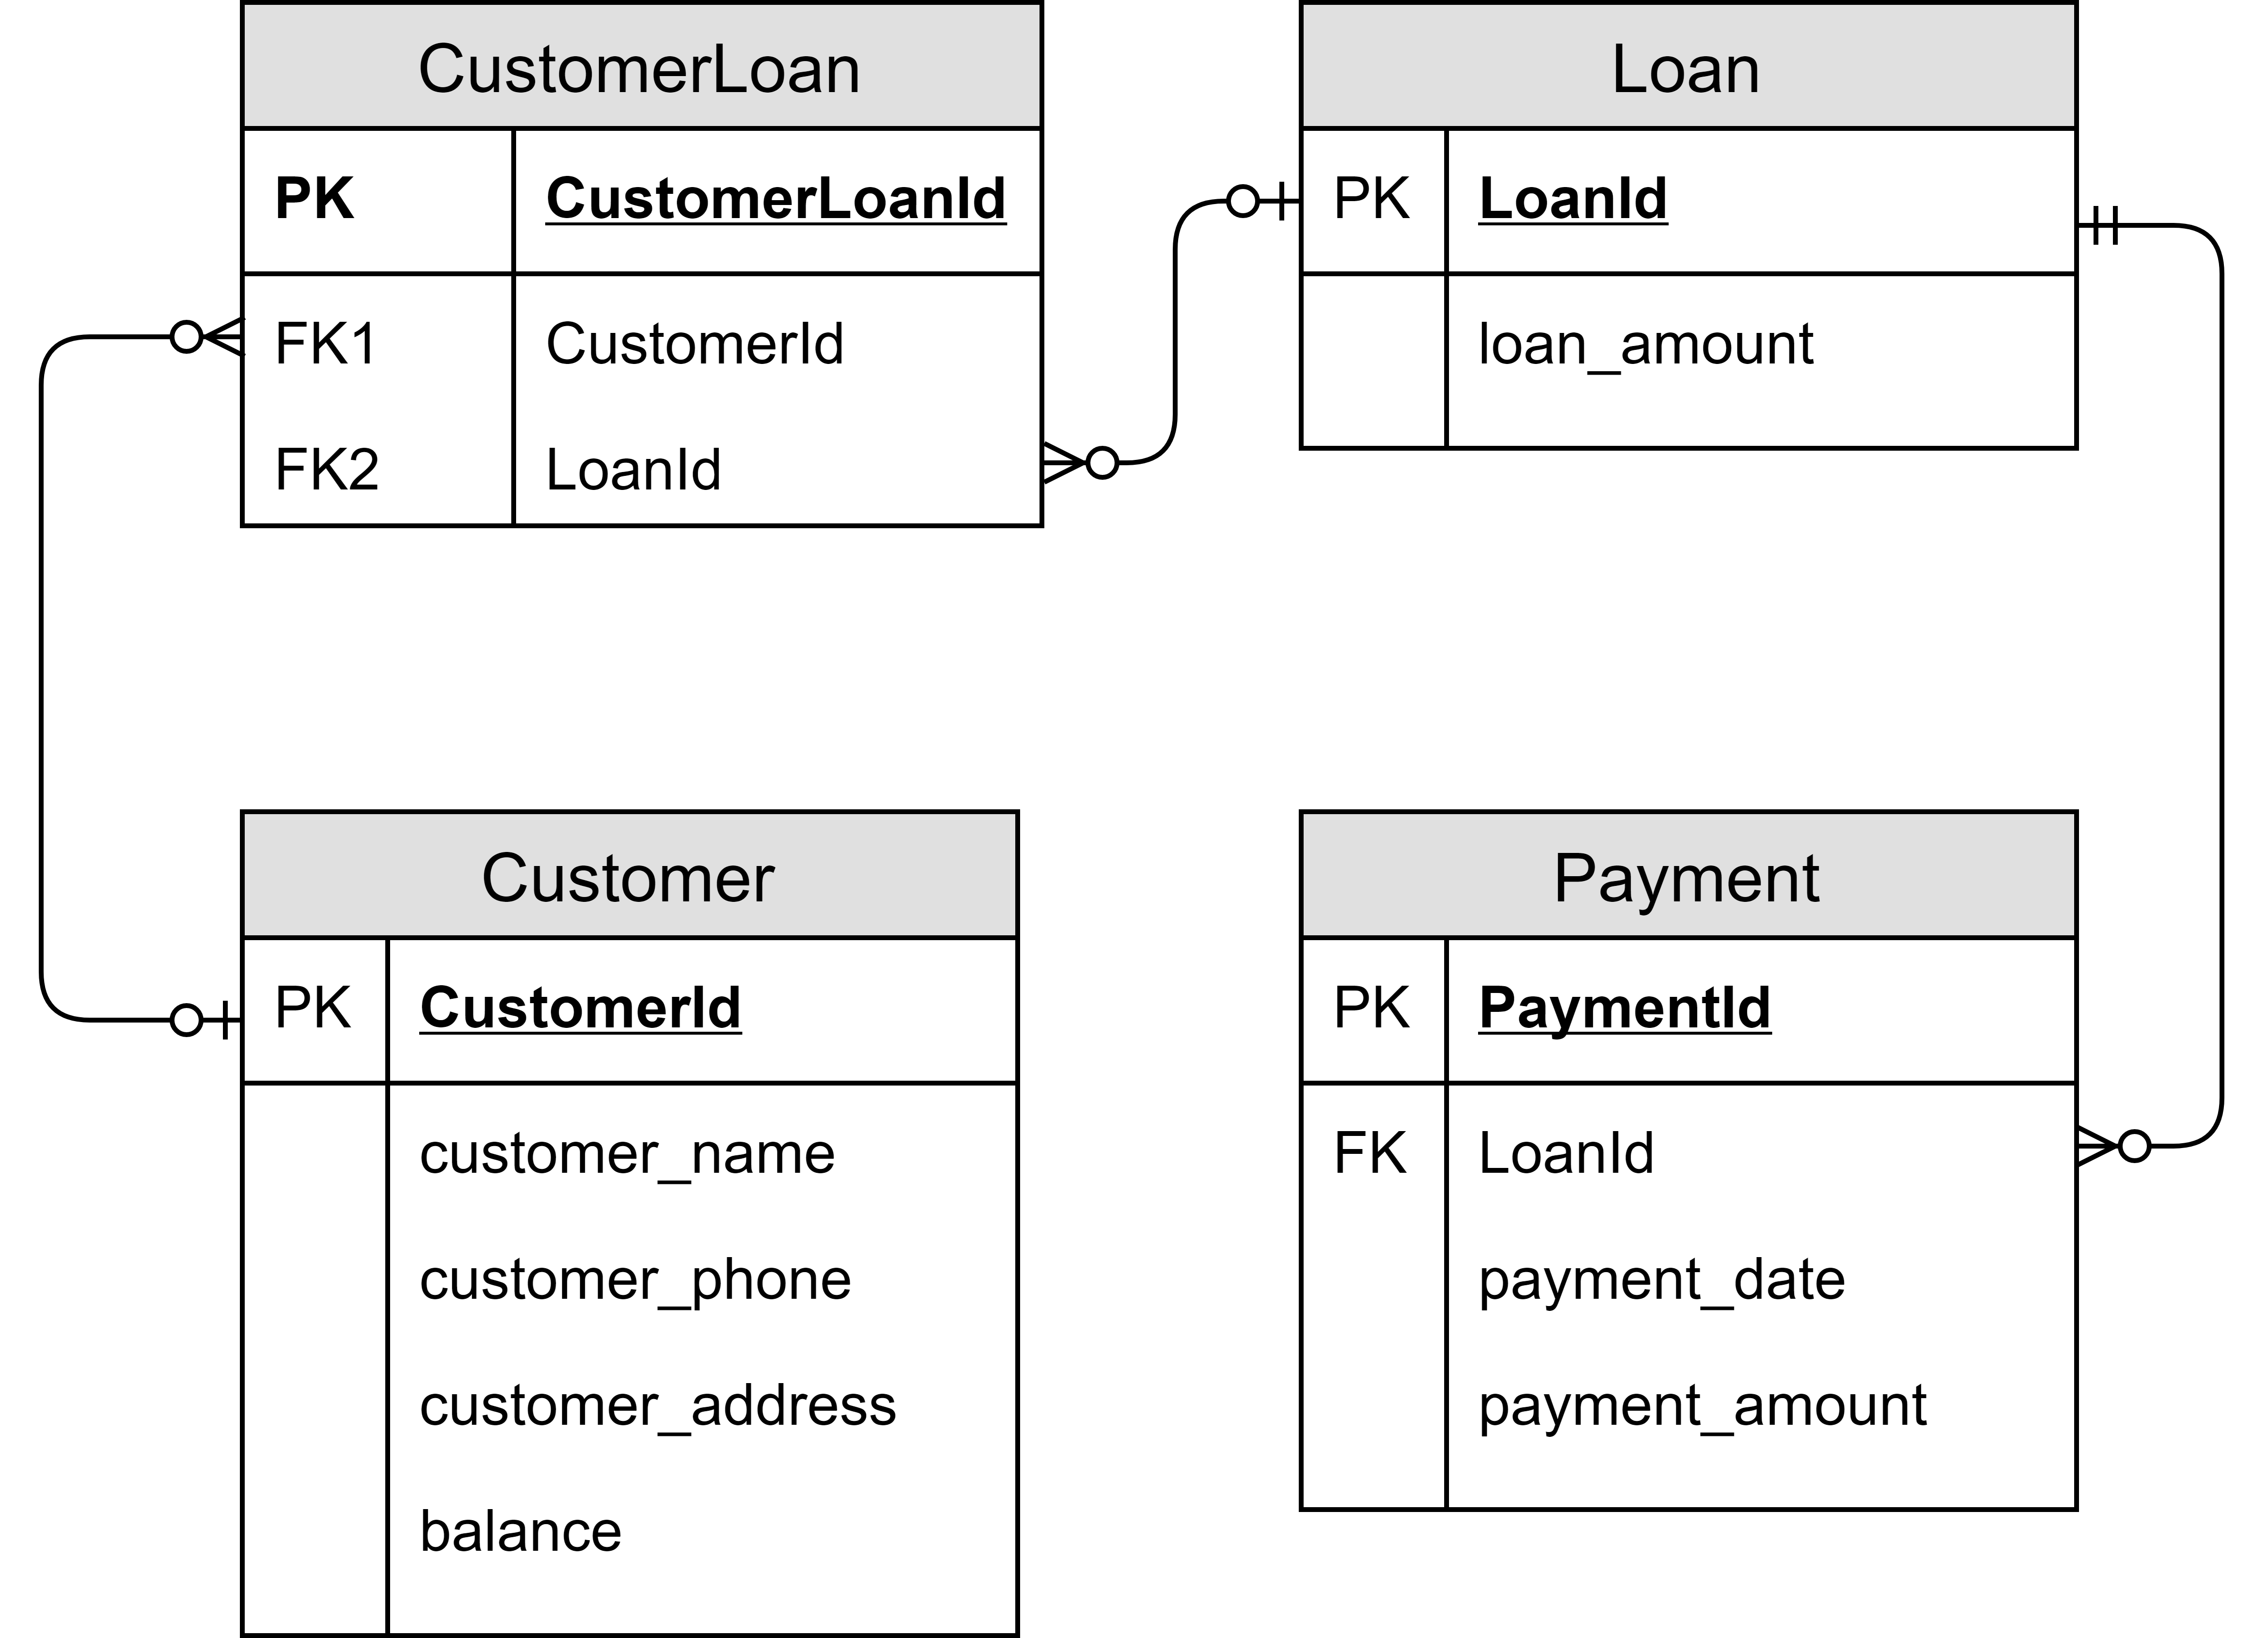 CustomerLoan
PK CustomerLoanId
FK1 CustomerId
FK2 LoanId
Loan
PK LoanId
loan_amount
Customer
PK CustomerId
customer_name
customer_phone
customer_address
balance
Payment
PK PaymentId
FK LoanId
payment_date
payment_amount